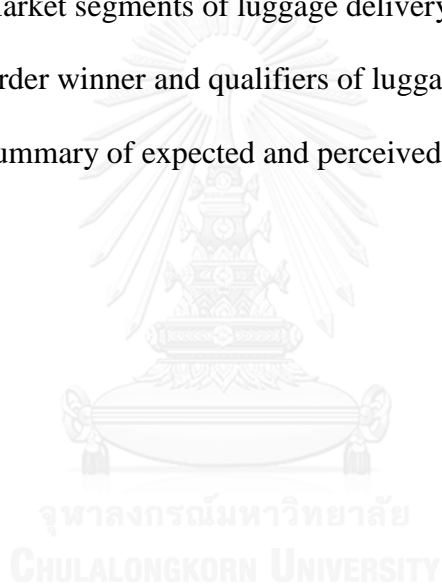 arket segments of luggage delivery
rder winner and qualifiers of lugga
ummary of expected and perceived
จุฬาลงกรณ์มหาวิทยาลัย
CHULALONGKORN UNIVERSITY